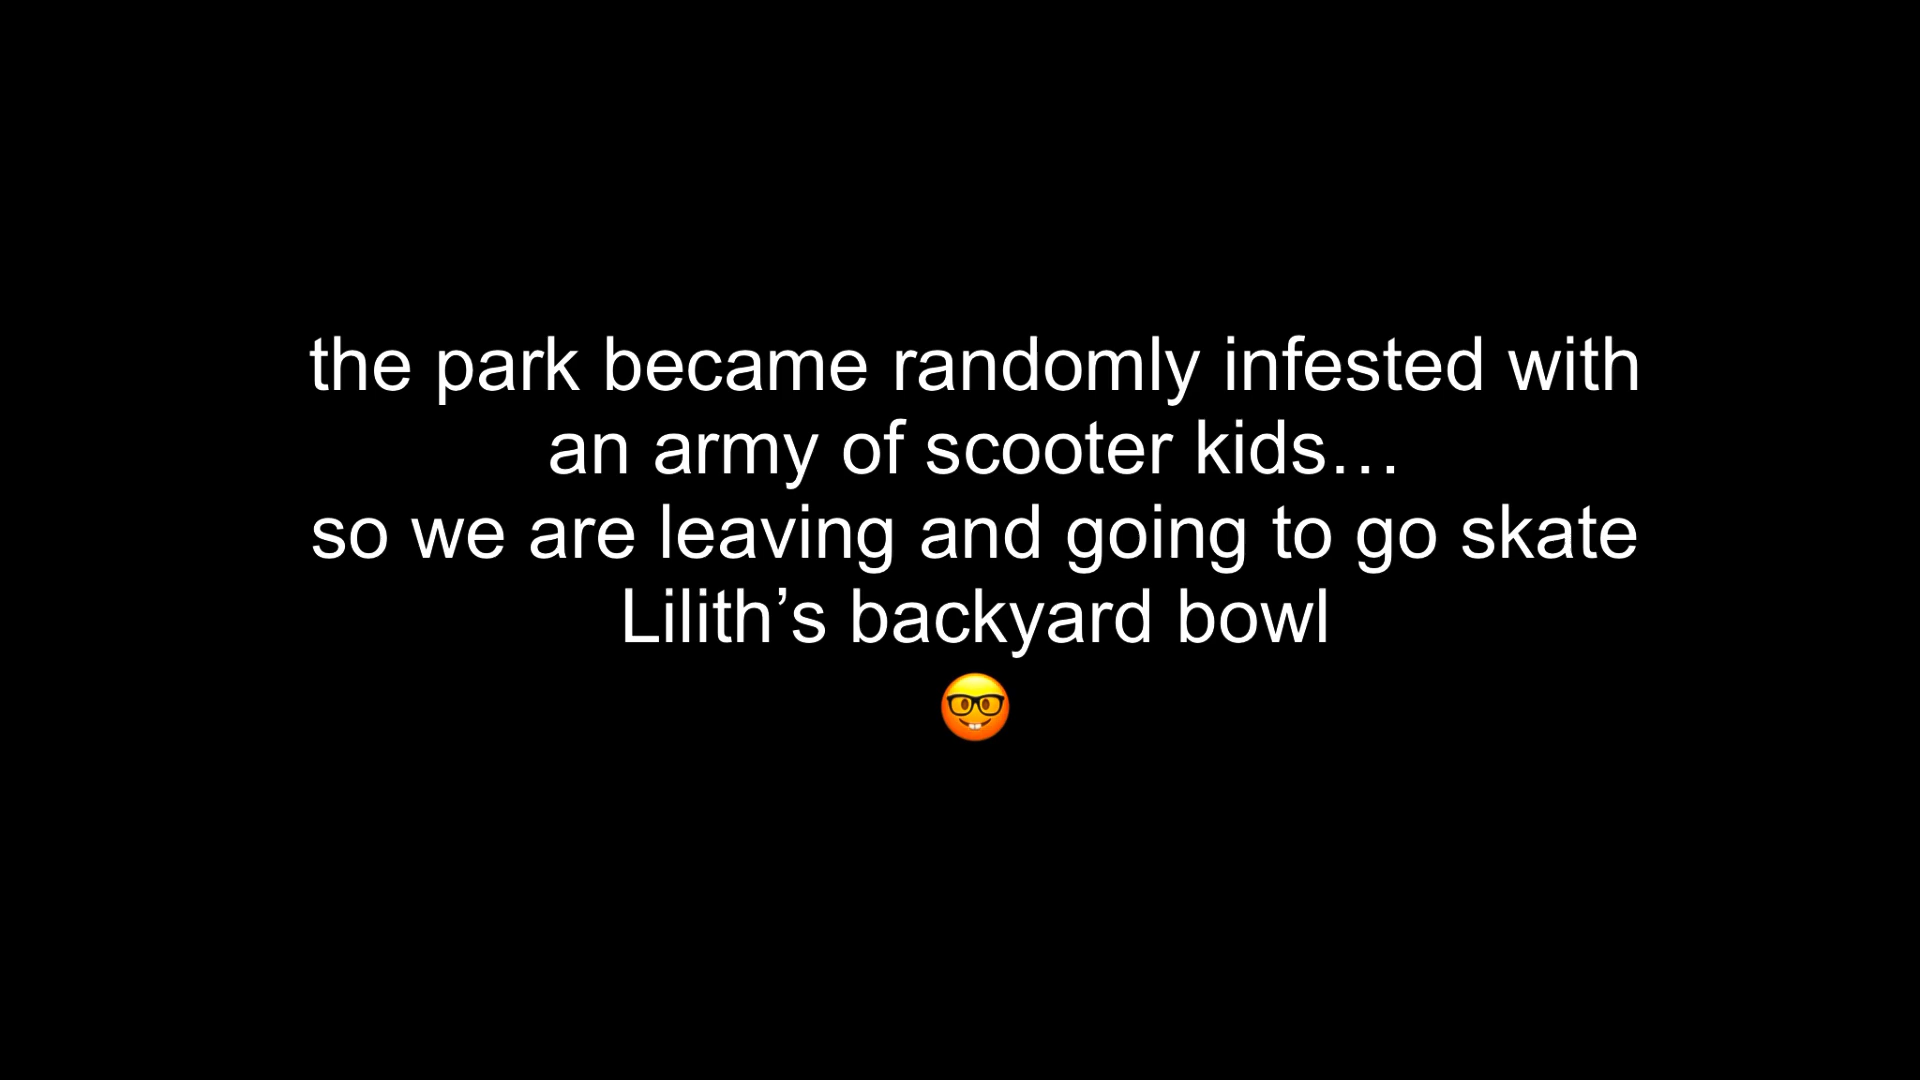 the park became randomly infested with
an army of scooter kids…
so we are leaving and going to go skate
Lilith’s backyard bowl
🤓